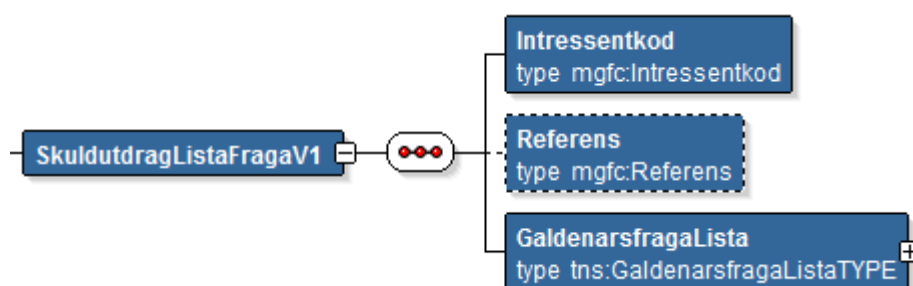 Intressentkod
type mgfc:Intressentkod
SkuldutdragListaFragaV1
Referens
type mgfc:Referens
GaldenarsfragaLista
type tns:GaldenarsfragaListaTYPE